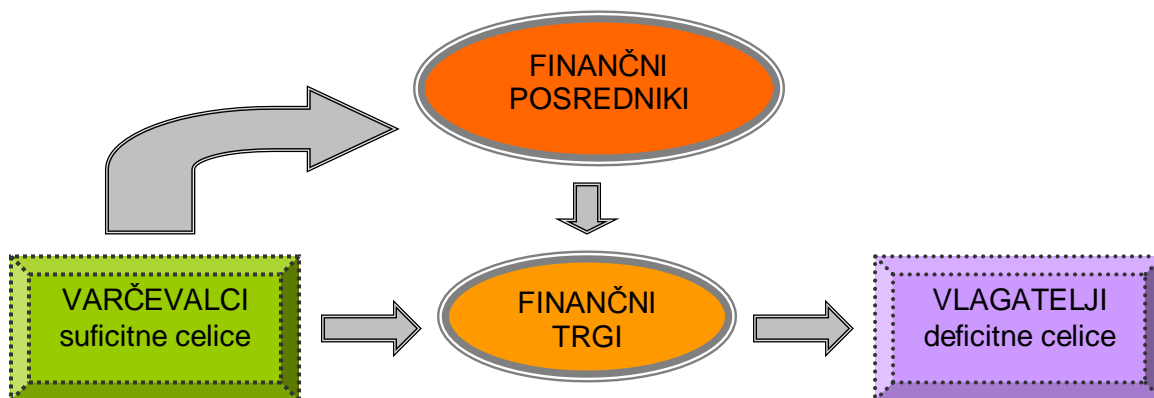 FINANČNI
POSREDNIKI
VARČEVALCI
suficitne celice
FINANČNI
TRGI
VLAGATELJI
deficitne celice